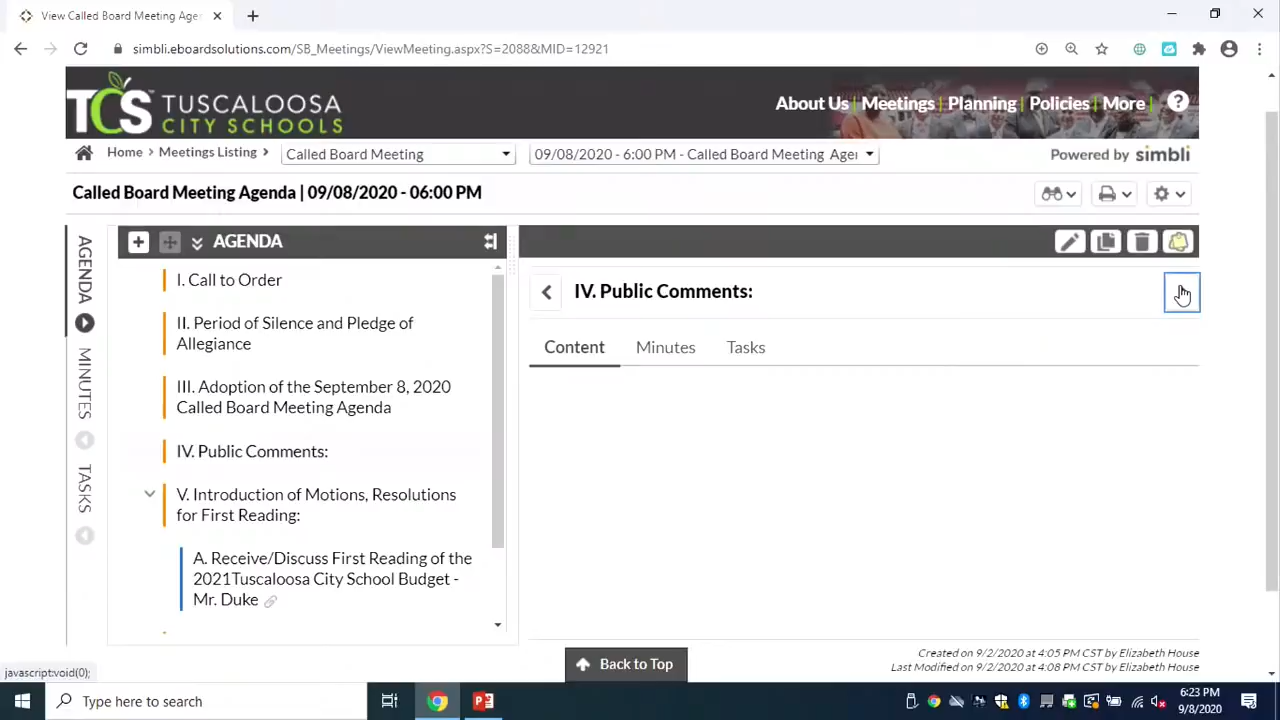 View Called Board Meeting Age
simbli.eboardsolutions.com/SB_Meetings/ViewMeeting.aspx?S=2088&MID=12921
TCS TUSCALOOSA
CITY SCHOOLS
About Us | Meetings | Planning | Policies | More |
Home > Meetings Listing > Called Board Meeting 09/08/2020 - 6:00 PM - Called Board Meeting Age Powered by simbli
Called Board Meeting Agenda | 09/08/2020 - 06:00 PM
AGENDA
MINUTES
TASKS
AGENDA
I. Call to Order
II. Period of Silence and Pledge of
Allegiance
III. Adoption of the September 8, 2020
Called Board Meeting Agenda
IV. Public Comments:
V. Introduction of Motions, Resolutions
for First Reading:
A. Receive/Discuss First Reading of the
2021Tuscaloosa City School Budget -
Mr. Duke
IV. Public Comments:
Content Minutes Tasks
Created on 9/2/2020 at 4:05 PM CST by Elizabeth House
Last Modified on 9/2/2020 at 4:08 PM CST by Elizabeth House
Back to Top
javascript:void(0);
Type here to search
6:23 PM
9/8/2020